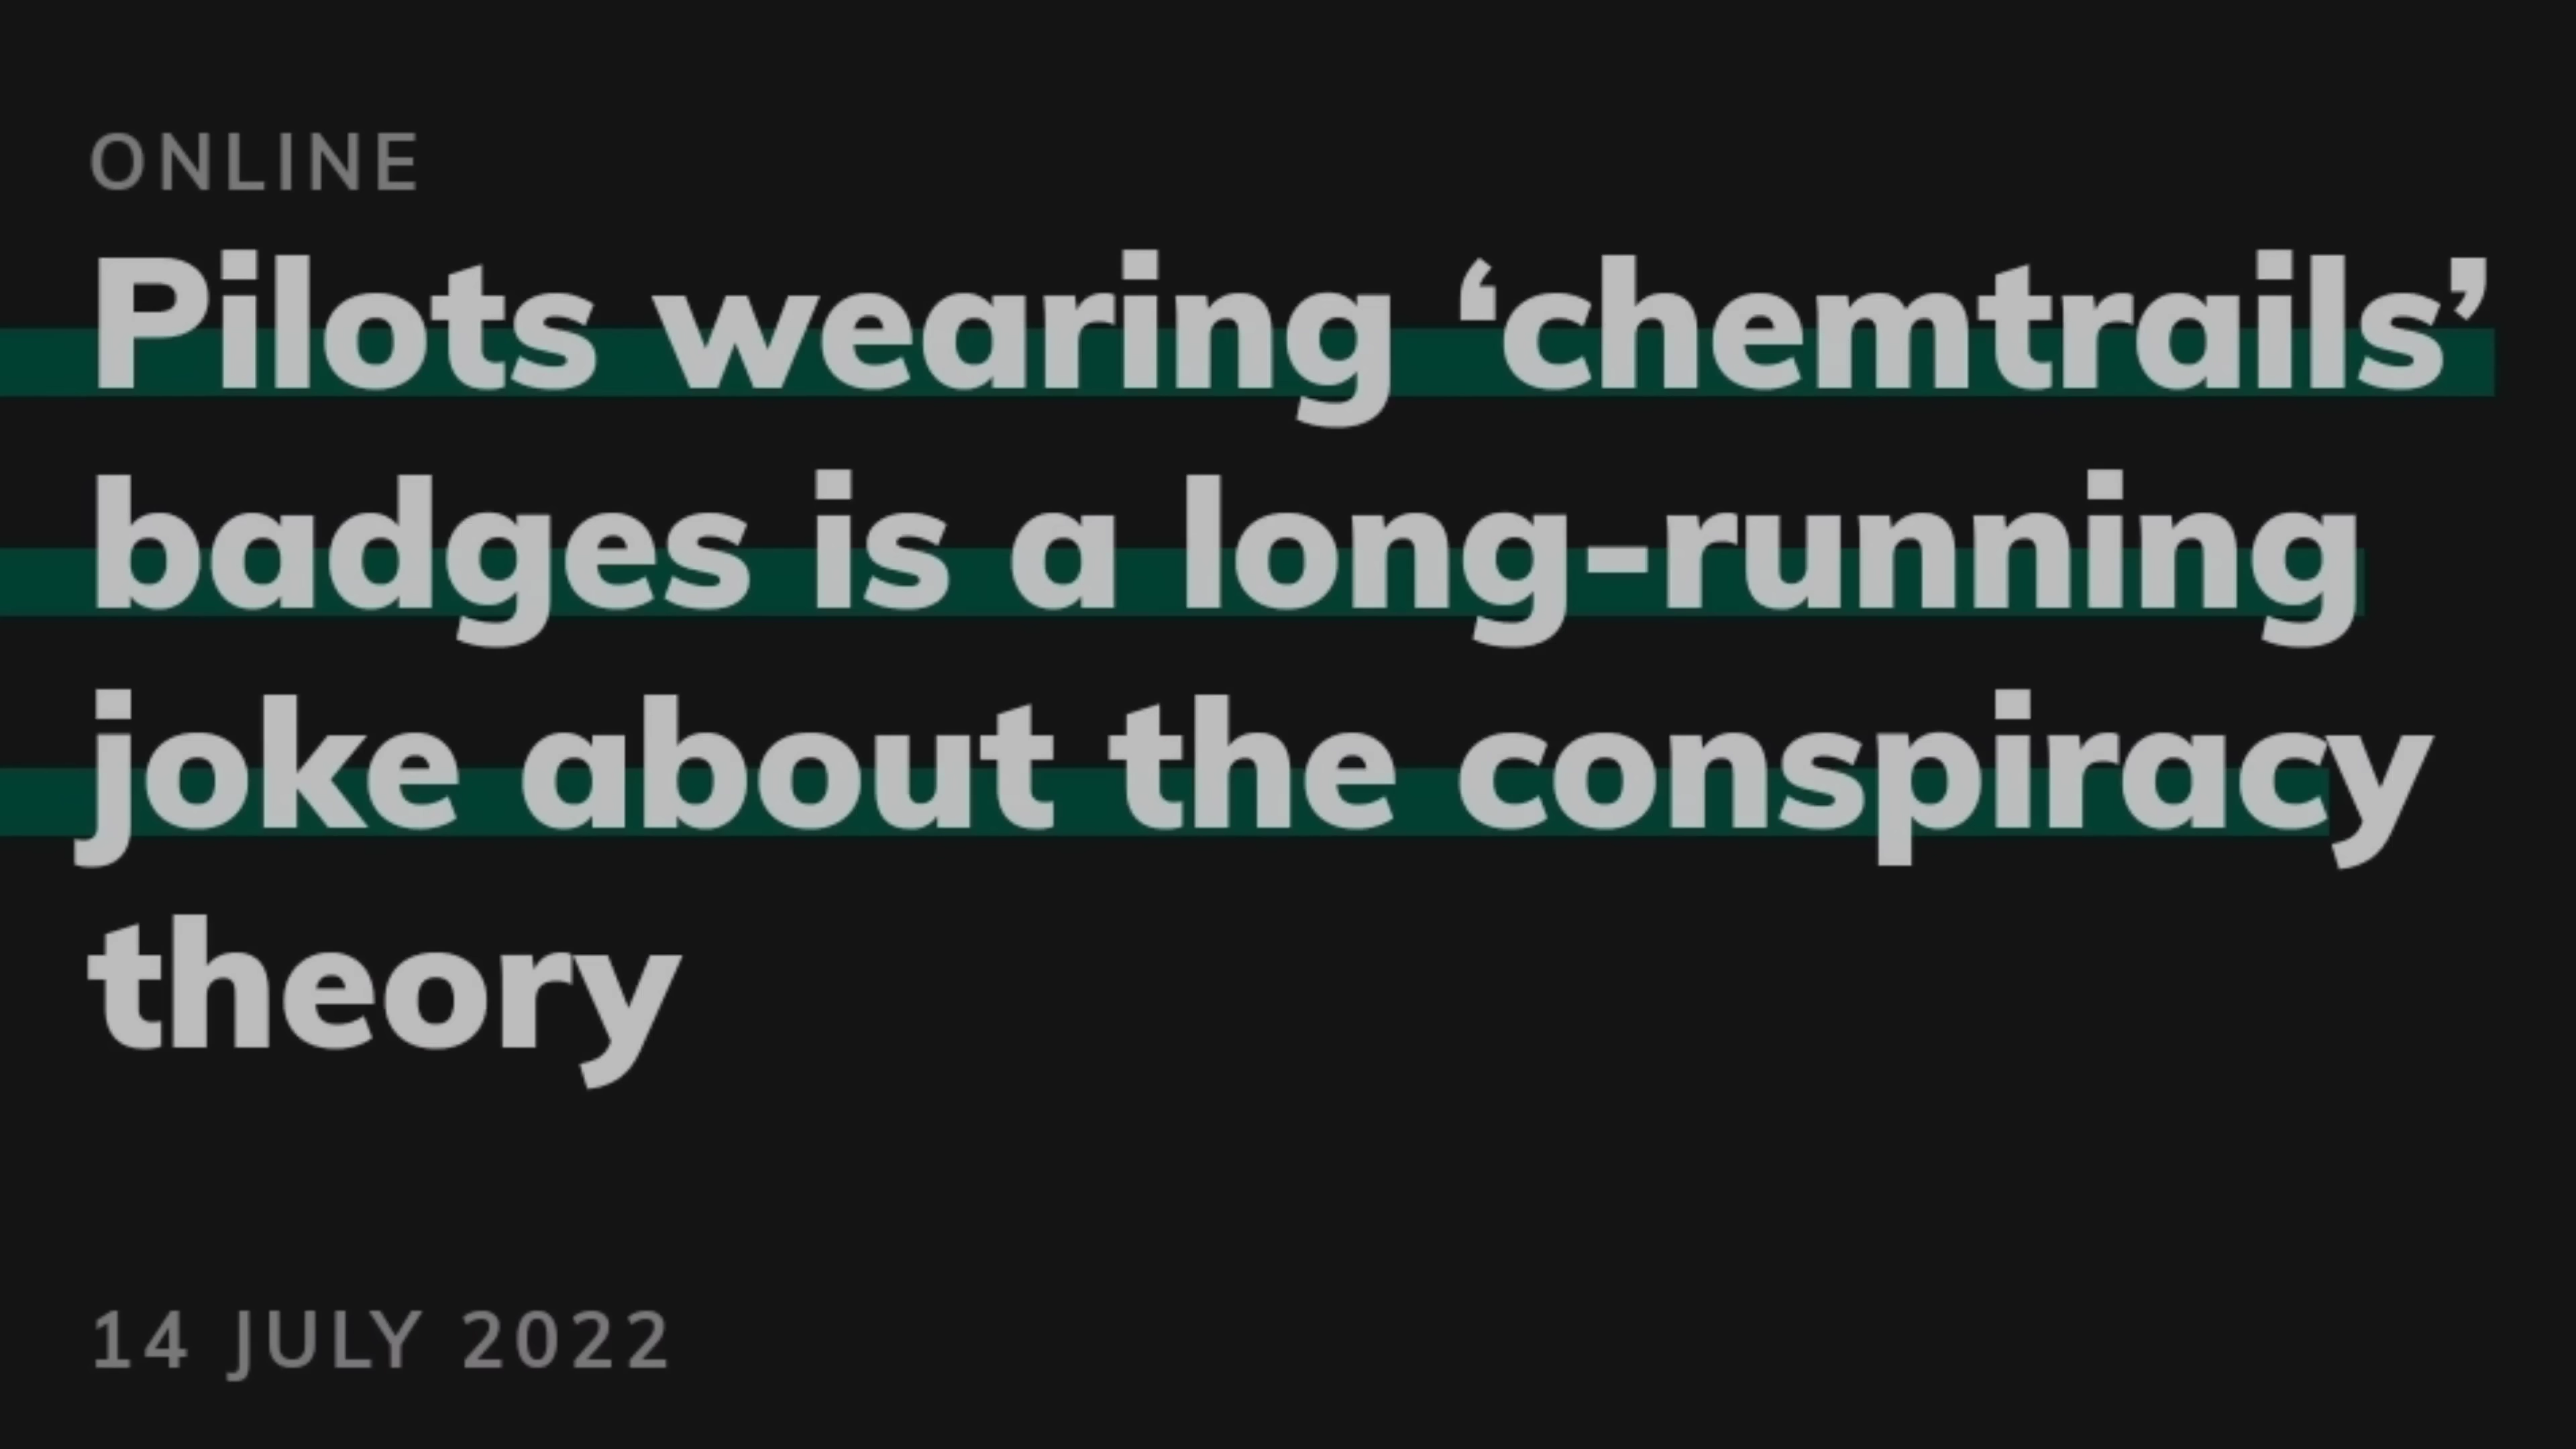 ONLINE
Pilots wearing ‘chemtrails’
badges is a long-running
joke about the conspiracy
theory
14 JULY 2022